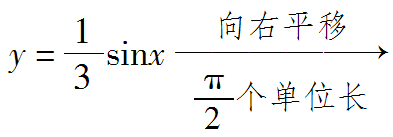 y = 1/3 sinx
向右平移
π/2 个单位长